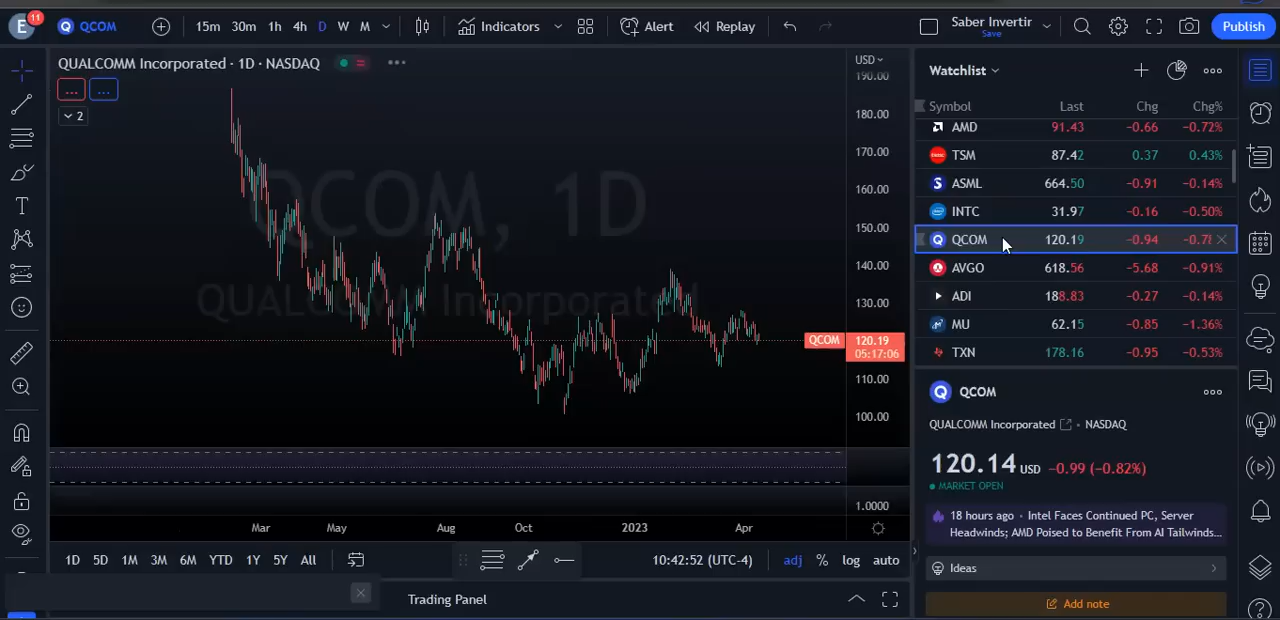 E 11 QCOM 15m 30m 1h 4h D W M Indicators Alert Replay Saber Invertir Save Publish
QUALCOMM Incorporated · 1D · NASDAQ
... ...
2
QCOM, 1D
QUALCOMM Incorporated
USD
190.00
180.00
170.00
160.00
150.00
140.00
130.00
QCOM 120.19
05:17:06
110.00
100.00
1.0000
Mar May Aug Oct 2023 Apr
1D 5D 1M 3M 6M YTD 1Y 5Y All 10:42:52 (UTC-4) adj % log auto
Trading Panel
Watchlist
Symbol Last Chg Chg%
AMD 91.43 −0.66 −0.72%
TSM 87.42 0.37 0.43%
ASML 664.50 −0.91 −0.14%
INTC 31.97 −0.16 −0.50%
QCOM 120.19 −0.94 −0.78
AVGO 618.56 −5.68 −0.91%
ADI 188.83 −0.27 −0.14%
MU 62.15 −0.85 −1.36%
TXN 178.16 −0.95 −0.53%
QCOM
QUALCOMM Incorporated · NASDAQ
120.14 USD −0.99 (−0.82%)
MARKET OPEN
18 hours ago · Intel Faces Continued PC, Server
Headwinds; AMD Poised to Benefit From AI Tailwinds...
Ideas
Add note